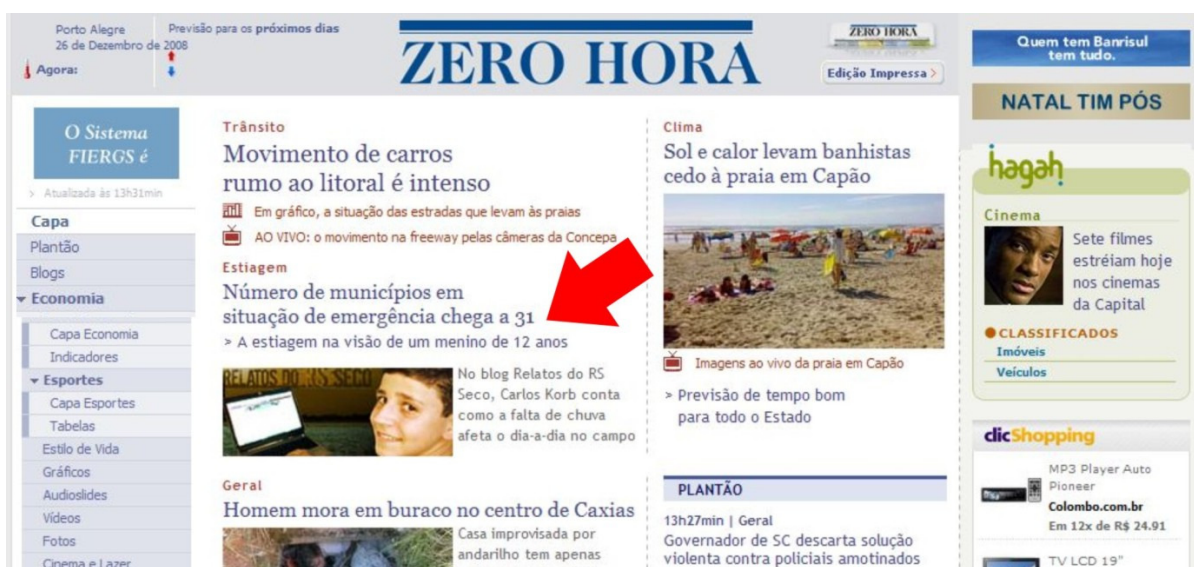 Porto Alegre
26 de Dezembro de 2008
Agora:
Previsão para os próximos dias
ZERO HORA
ZERO HORA
Edição Impressa >
Quem tem Banrisul
tem tudo.
NATAL TIM PÓS
O Sistema
FIERGS é
> Atualizada às 13h31min
Capa
Plantão
Blogs
Economia
Capa Economia
Indicadores
Esportes
Capa Esportes
Tabelas
Estilo de Vida
Gráficos
Audioslides
Vídeos
Fotos
Cinema e Lazer
Trânsito
Movimento de carros
rumo ao litoral é intenso
Em gráfico, a situação das estradas que levam às praias
AO VIVO: o movimento na freeway pelas câmeras da Concepa
Estiagem
Número de municípios em
situação de emergência chega a 31
> A estiagem na visão de um menino de 12 anos
RELATOS DO RS SECO
No blog Relatos do RS
Seco, Carlos Korb conta
como a falta de chuva
afeta o dia-a-dia no campo
Geral
Homem mora em buraco no centro de Caxias
Casa improvisada por
andarilho tem apenas
Clima
Sol e calor levam banhistas
cedo à praia em Capão
Imagens ao vivo da praia em Capão
> Previsão de tempo bom
para todo o Estado
PLANTÃO
13h27min | Geral
Governador de SC descarta solução
violenta contra policiais amotinados
hagah
Cinema
Sete filmes
estréiam hoje
nos cinemas
da Capital
CLASSIFICADOS
Imóveis
Veículos
clicShopping
MP3 Player Auto
Pioneer
Colombo.com.br
Em 12x de R$ 24.91
TV LCD 19"